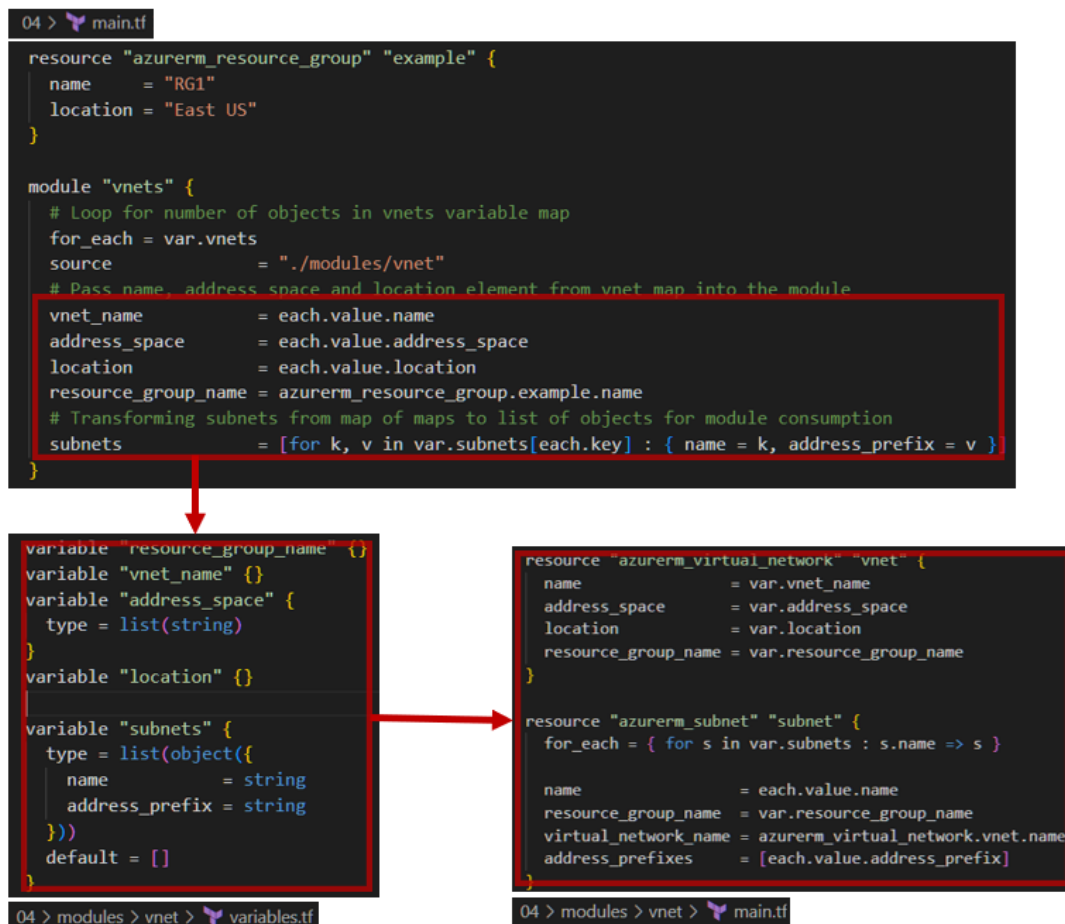 04 > main.tf
resource "azurerm_resource_group" "example" {
  name     = "RG1"
  location = "East US"
}
module "vnets" {
  # Loop for number of objects in vnets variable map
  for_each = var.vnets
  source              = "./modules/vnet"
  # Pass name, address space and location element from vnet map into the module
  vnet_name           = each.value.name
  address_space       = each.value.address_space
  location            = each.value.location
  resource_group_name = azurerm_resource_group.example.name
  # Transforming subnets from map of maps to list of objects for module consumption
  subnets             = [for k, v in var.subnets[each.key] : { name = k, address_prefix = v }]
}
variable "resource_group_name" {}
variable "vnet_name" {}
variable "address_space" {
  type = list(string)
}
variable "location" {}
variable "subnets" {
  type = list(object({
    name           = string
    address_prefix = string
  }))
  default = []
}
04 > modules > vnet > variables.tf
resource "azurerm_virtual_network" "vnet" {
  name                = var.vnet_name
  address_space       = var.address_space
  location            = var.location
  resource_group_name = var.resource_group_name
}
resource "azurerm_subnet" "subnet" {
  for_each = { for s in var.subnets : s.name => s }
  name                 = each.value.name
  resource_group_name  = var.resource_group_name
  virtual_network_name = azurerm_virtual_network.vnet.name
  address_prefixes     = [each.value.address_prefix]
}
04 > modules > vnet > main.tf